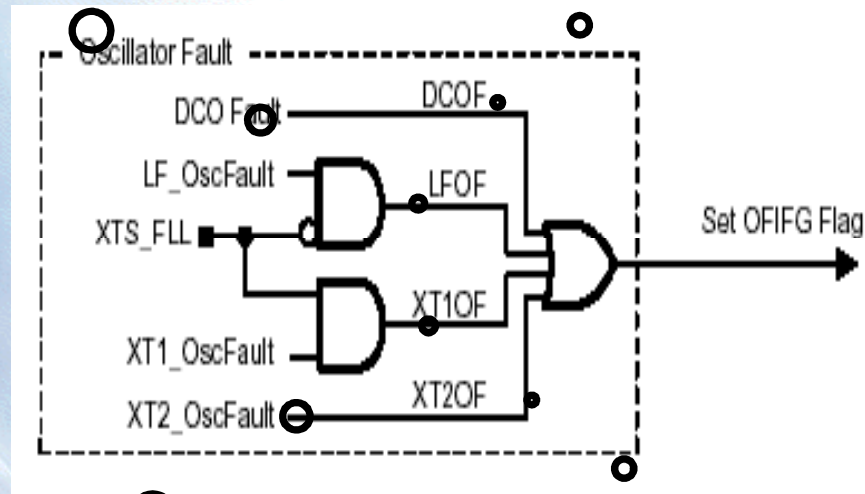 Oscillator Fault
DCO Fault
DCOF
LF_OscFault
LFOF
XTS_FLL
Set OFIFG Flag
XT1OF
XT1_OscFault
XT2OF
XT2_OscFault